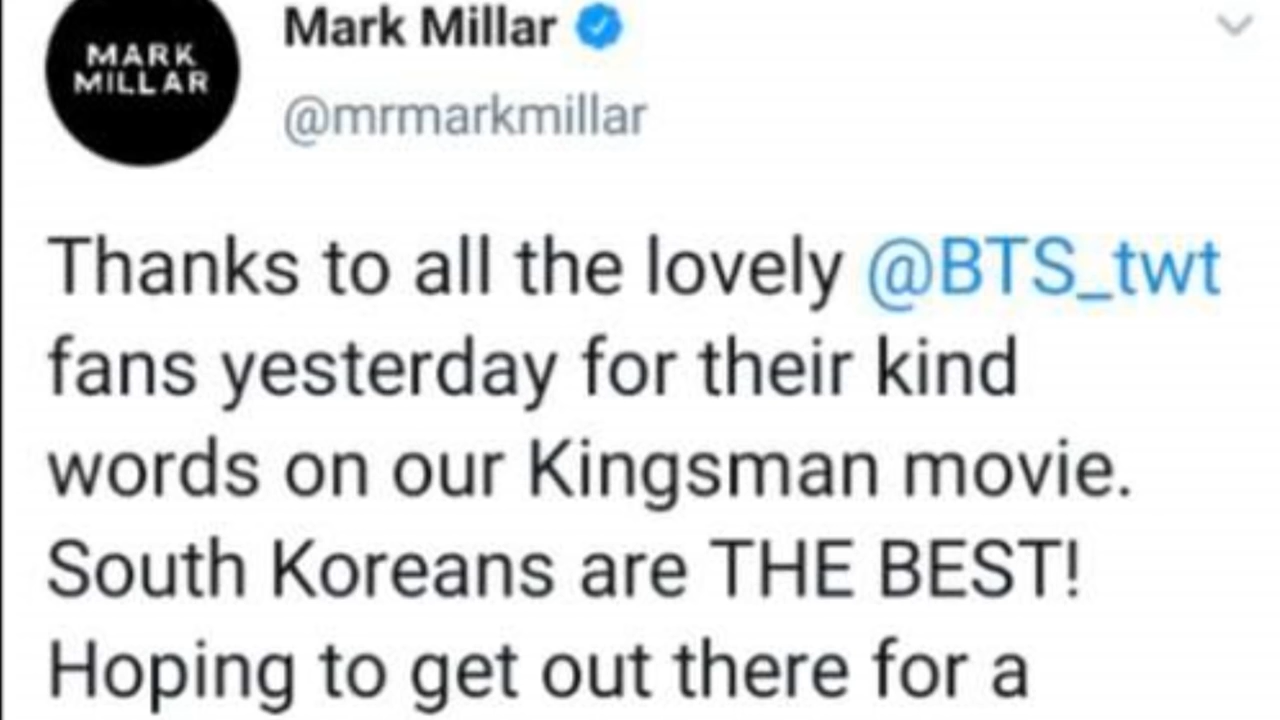 MARK
MILLAR
Mark Millar
@mrmarkmillar
Thanks to all the lovely @BTS_twt
fans yesterday for their kind
words on our Kingsman movie.
South Koreans are THE BEST!
Hoping to get out there for a